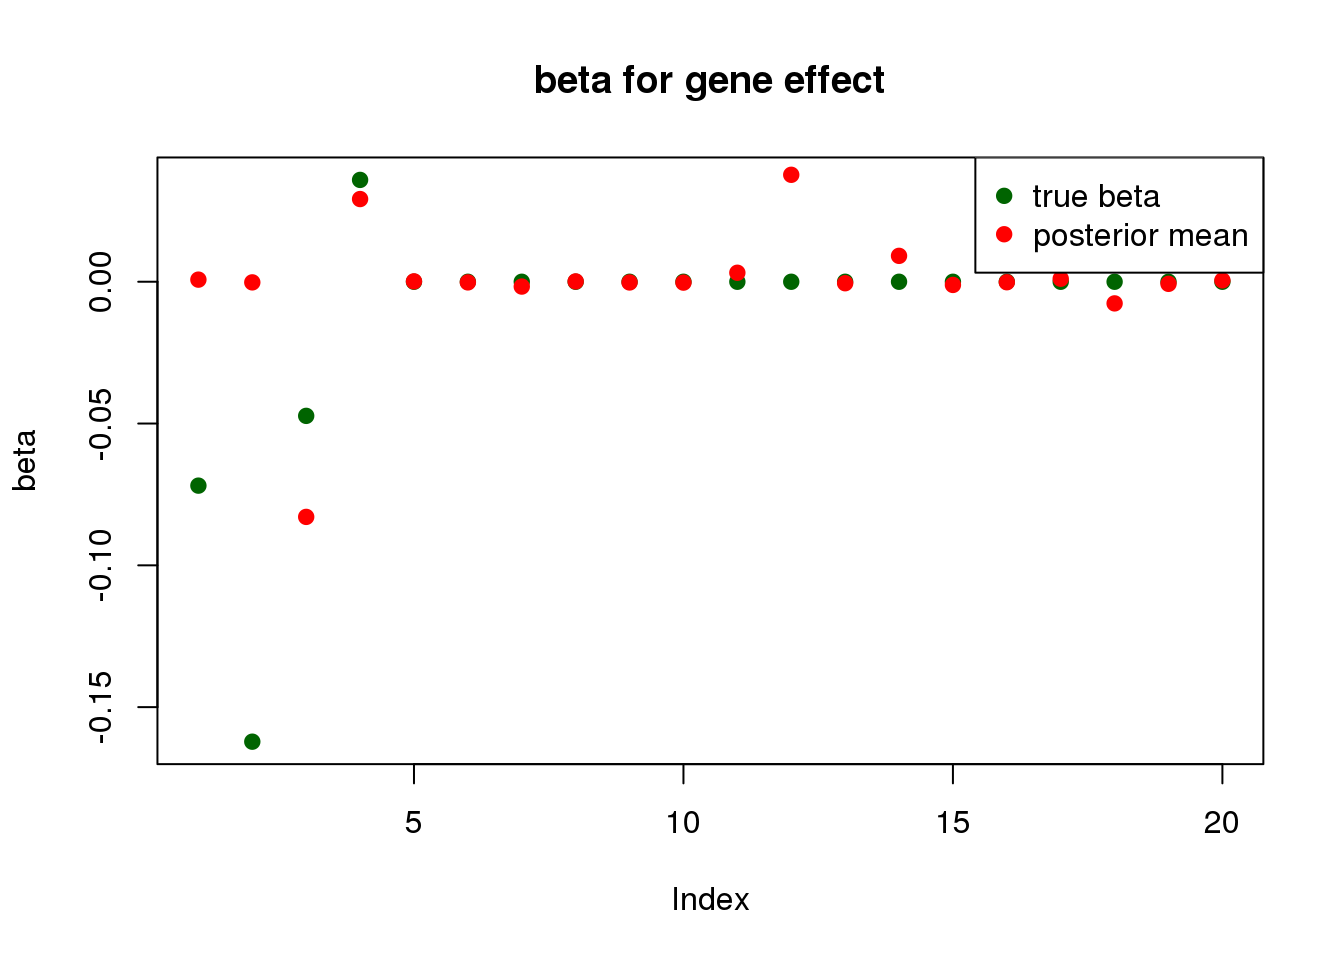 beta for gene effect
true beta
posterior mean
0.00
-0.05
-0.10
-0.15
beta
5
10
15
20
Index